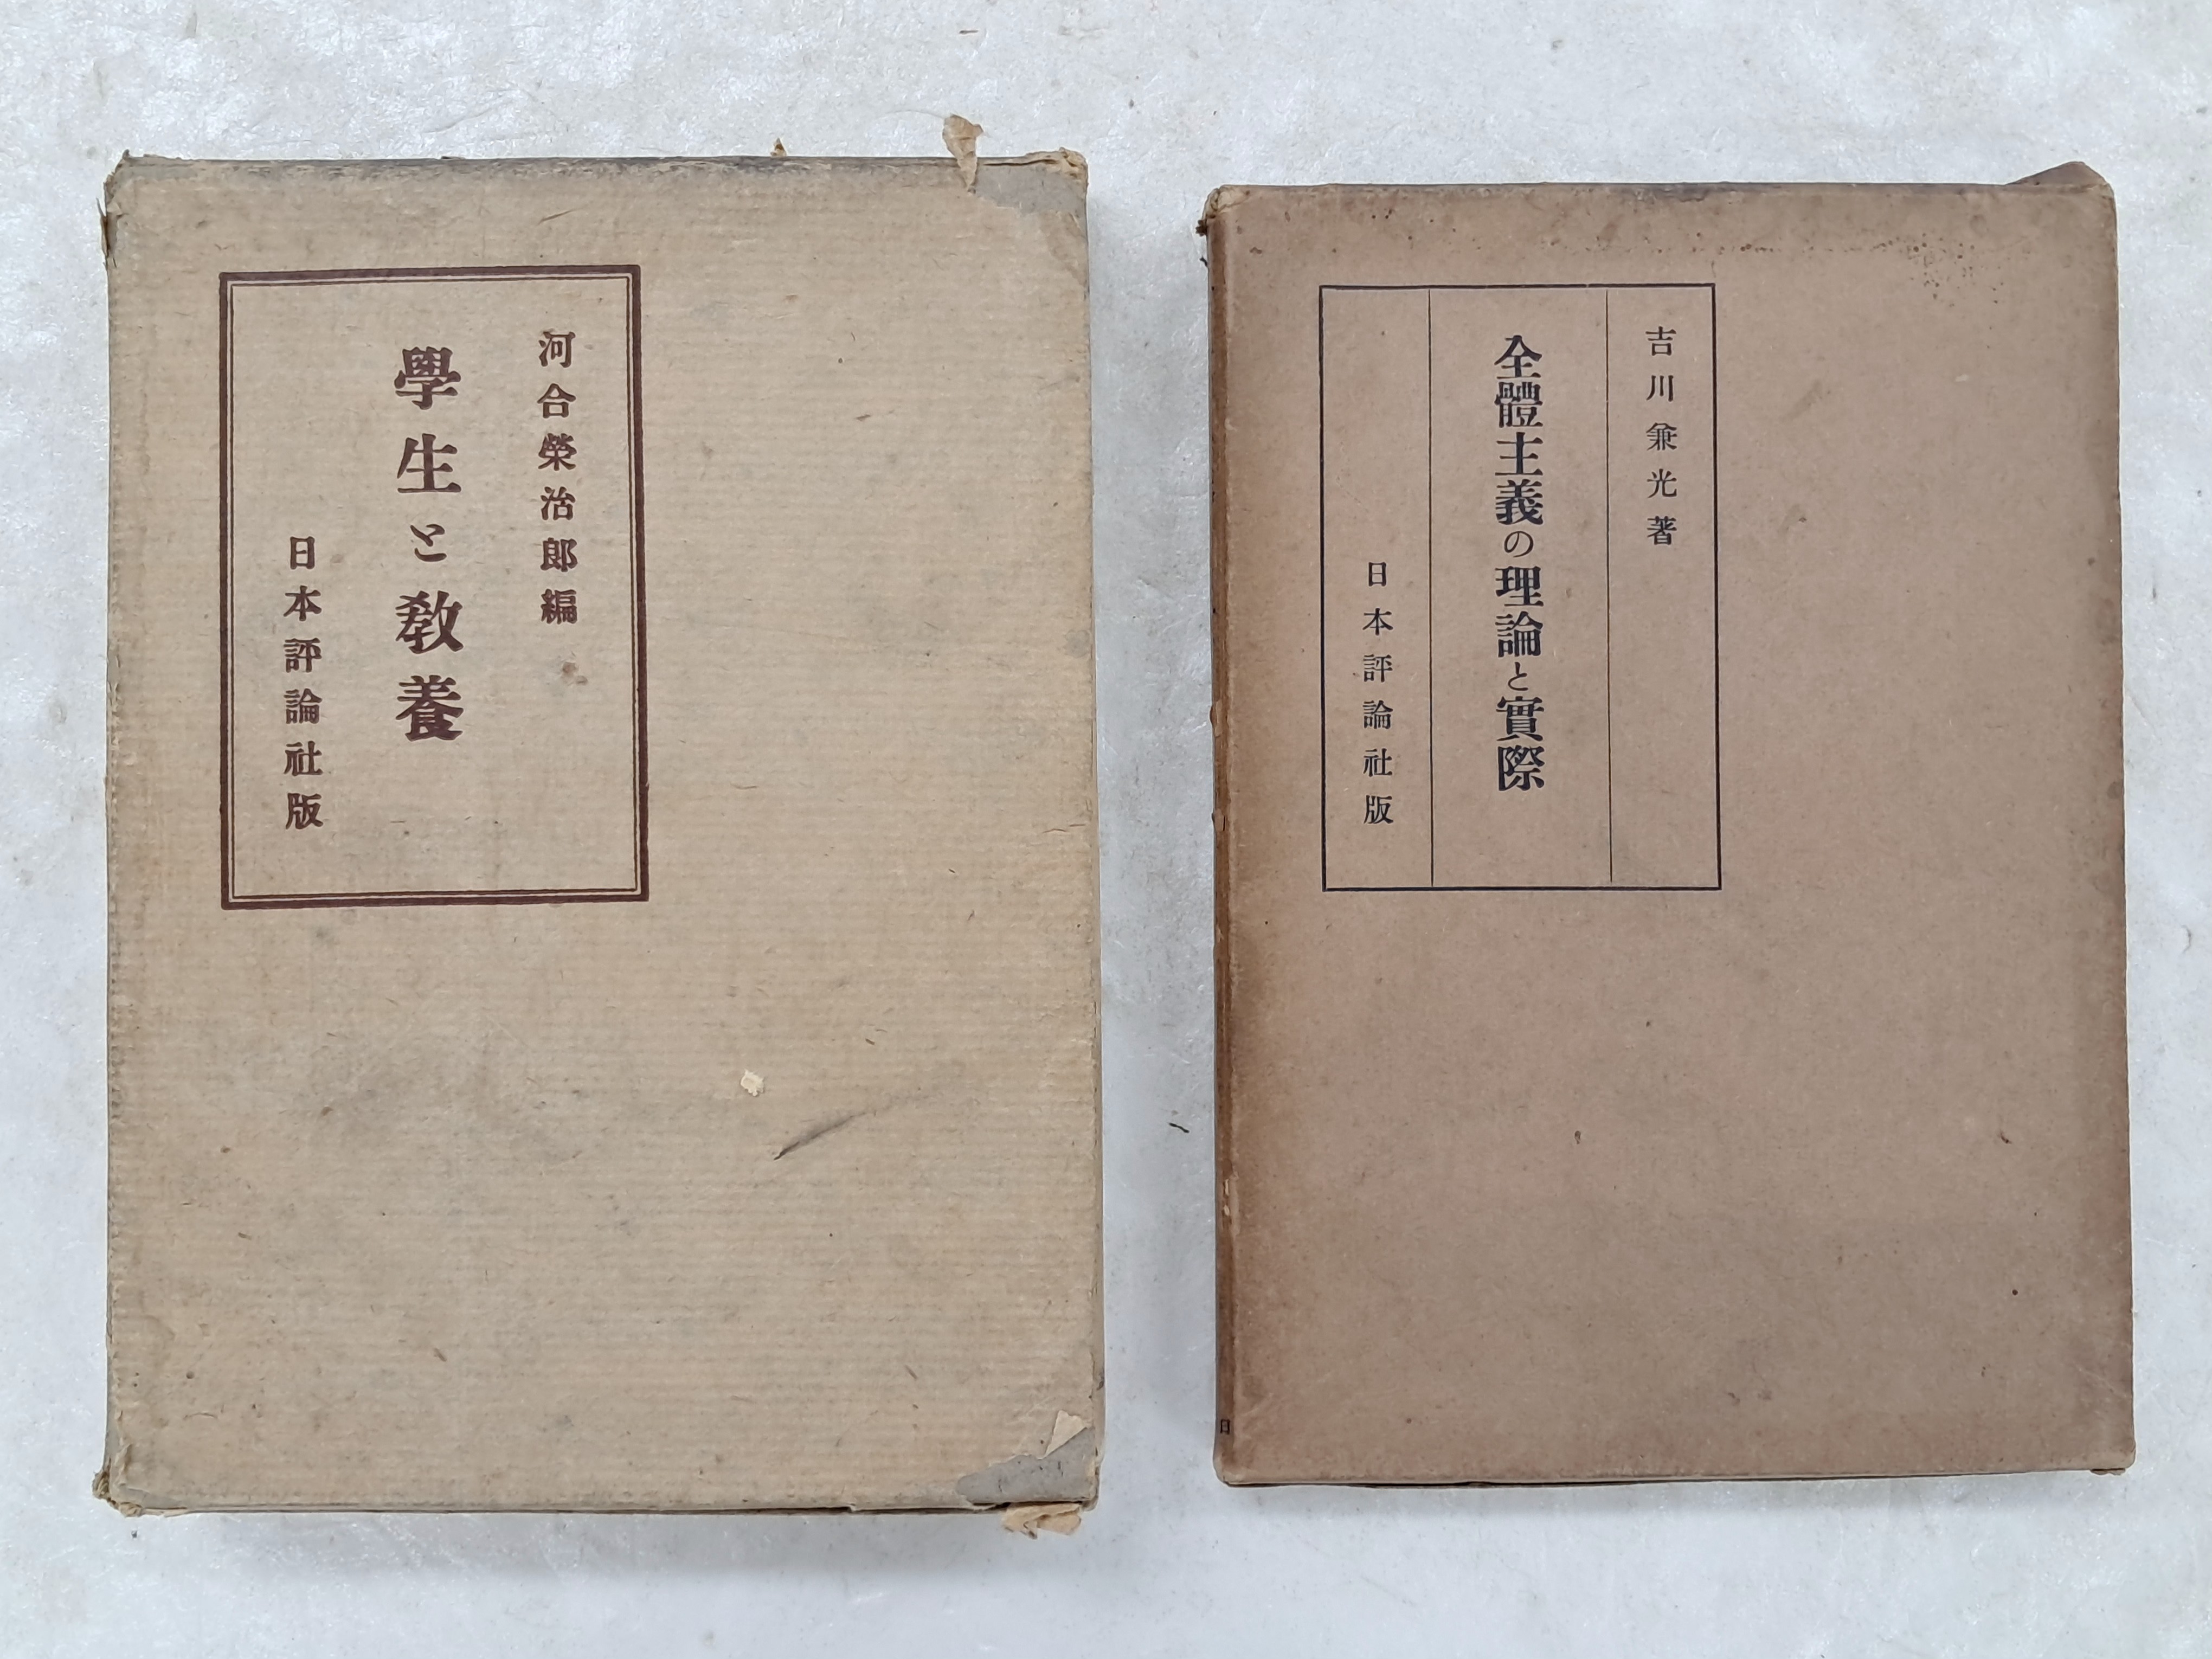 河合榮治郎編
學生と教養
日本評論社版
吉川兼光著
全體主義の理論と實際
日本評論社版
日